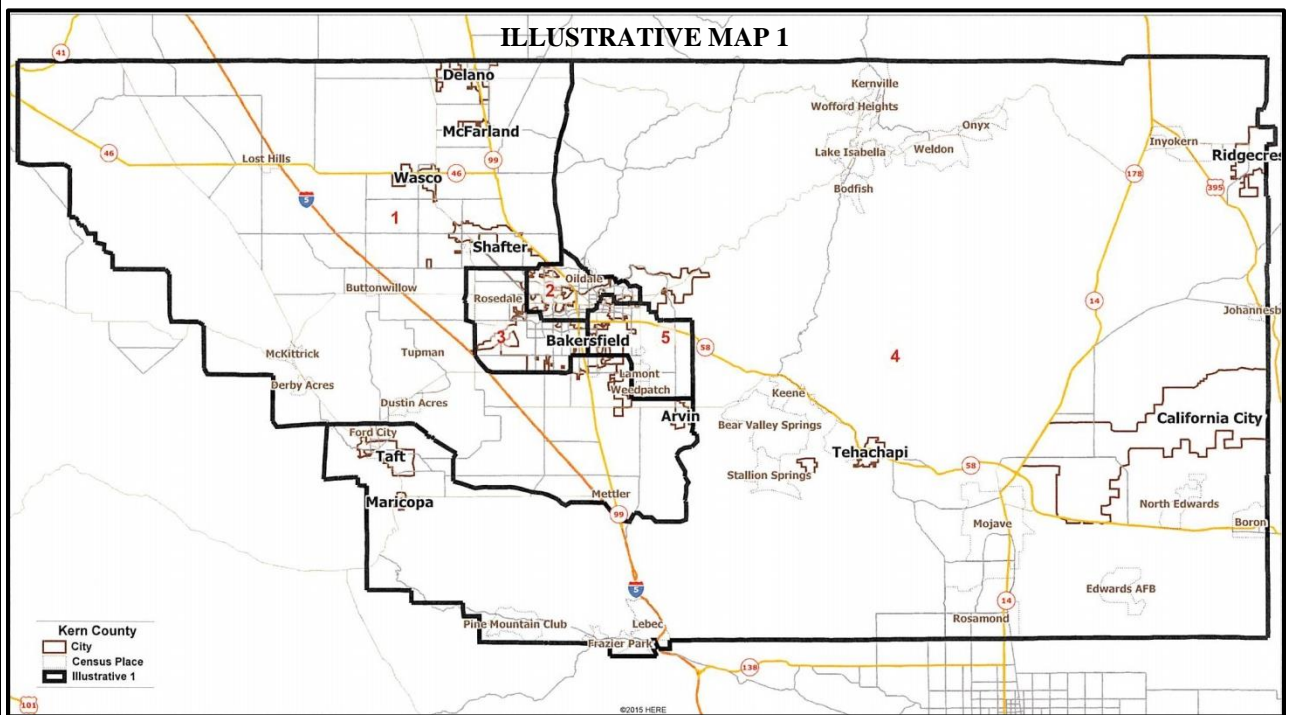 ILLUSTRATIVE MAP 1
41
Delano
Kernville
Wofford Heights
McFarland
Onyx
46
99
Lake Isabella
Weldon
Inyokern
Lost Hills
Ridgecres
Wasco
46
178
395
Bodfish
5
1
Shafter
Oildale
Buttonwillow
2
Rosedale
14
Johannesb
3
Bakersfield
5
58
4
McKittrick
Tupman
Derby Acres
Lamont
Weedpatch
Keene
Dustin Acres
Arvin
Bear Valley Springs
California City
Ford City
Taft
Tehachapi
58
Stallion Springs
Maricopa
Mettler
North Edwards
99
Mojave
Boron
5
Edwards AFB
14
Pine Mountain Club
Lebec
Rosamond
Frazier Park
138
Kern County
City
Census Place
Illustrative 1
101
©2015 HERE